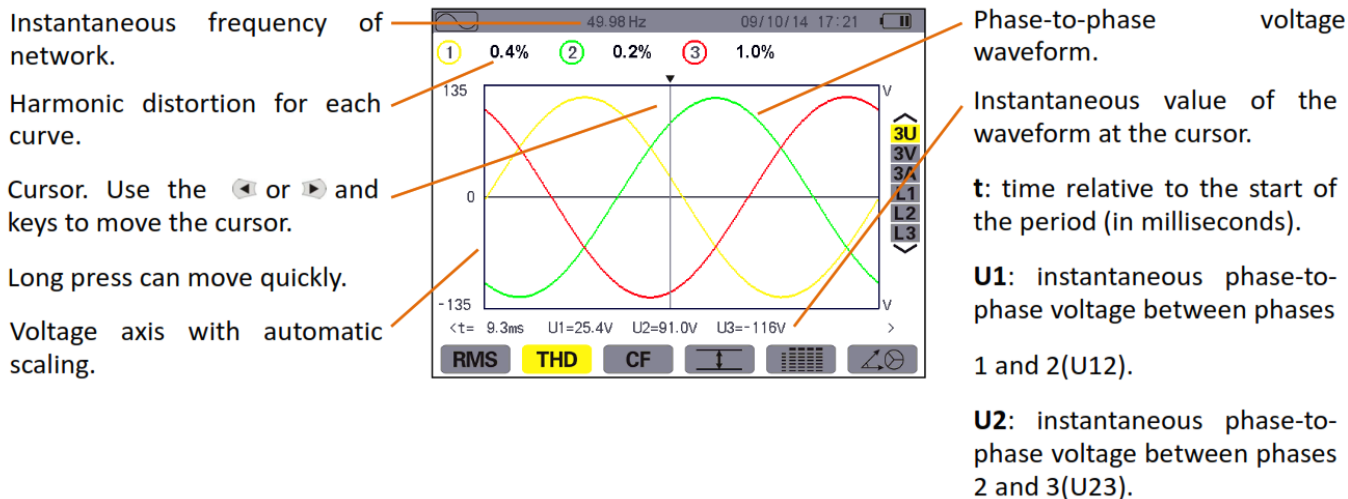 Instantaneous frequency of
network.
Harmonic distortion for each
curve.
Cursor. Use the or and
keys to move the cursor.
Long press can move quickly.
Voltage axis with automatic
scaling.
49.98 Hz 09/10/14 17:21
1 0.4% 2 0.2% 3 1.0%
135 V
0
-135 V
3U
3V
3A
L1
L2
L3
<t= 9.3ms U1=25.4V U2=91.0V U3=-116V >
RMS THD CF
Phase-to-phase voltage
waveform.
Instantaneous value of the
waveform at the cursor.
t: time relative to the start of
the period (in milliseconds).
U1: instantaneous phase-to-
phase voltage between phases
1 and 2(U12).
U2: instantaneous phase-to-
phase voltage between phases
2 and 3(U23).